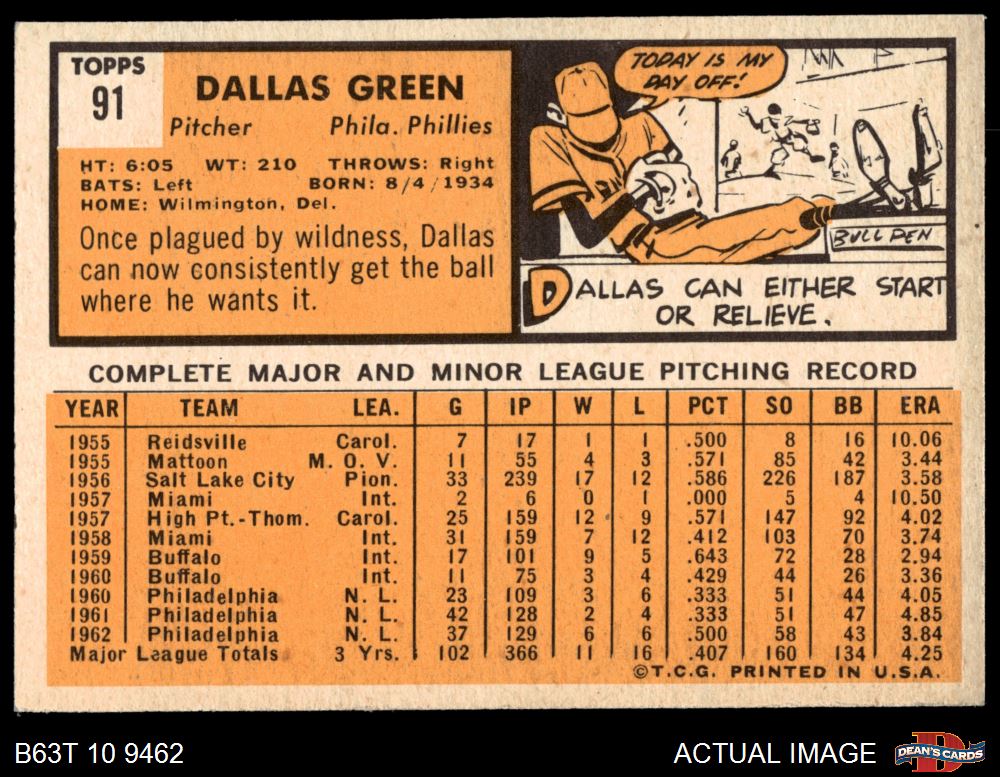 TOPPS
91
DALLAS GREEN
Pitcher Phila. Phillies
HT: 6:05 WT: 210 THROWS: Right
BATS: Left BORN: 8/4/1934
HOME: Wilmington, Del.
Once plagued by wildness, Dallas
can now consistently get the ball
where he wants it.
TODAY IS MY
DAY OFF!
BULL PEN
DALLAS CAN EITHER START
OR RELIEVE.
COMPLETE MAJOR AND MINOR LEAGUE PITCHING RECORD
YEAR TEAM LEA. G IP W L PCT SO BB ERA
1955 Reidsville Carol. 7 17 1 1 .500 8 16 10.06
1955 Mattoon M. O. V. 11 55 4 3 .571 85 42 3.44
1956 Salt Lake City Pion. 33 239 17 12 .586 226 187 3.58
1957 Miami Int. 2 6 0 1 .000 5 4 10.50
1957 High Pt.-Thom. Carol. 25 159 12 9 .571 147 92 4.02
1958 Miami Int. 31 159 7 12 .412 103 70 3.74
1959 Buffalo Int. 17 101 9 5 .643 72 28 2.94
1960 Buffalo Int. 11 75 3 4 .429 44 26 3.36
1960 Philadelphia N. L. 23 109 3 6 .333 51 44 4.05
1961 Philadelphia N. L. 42 128 2 4 .333 51 47 4.85
1962 Philadelphia N. L. 37 129 6 6 .500 58 43 3.84
Major League Totals 3 Yrs. 102 366 11 16 .407 160 134 4.25
©T.C.G. PRINTED IN U.S.A.
B63T 10 9462 ACTUAL IMAGE
DEAN'S CARDS